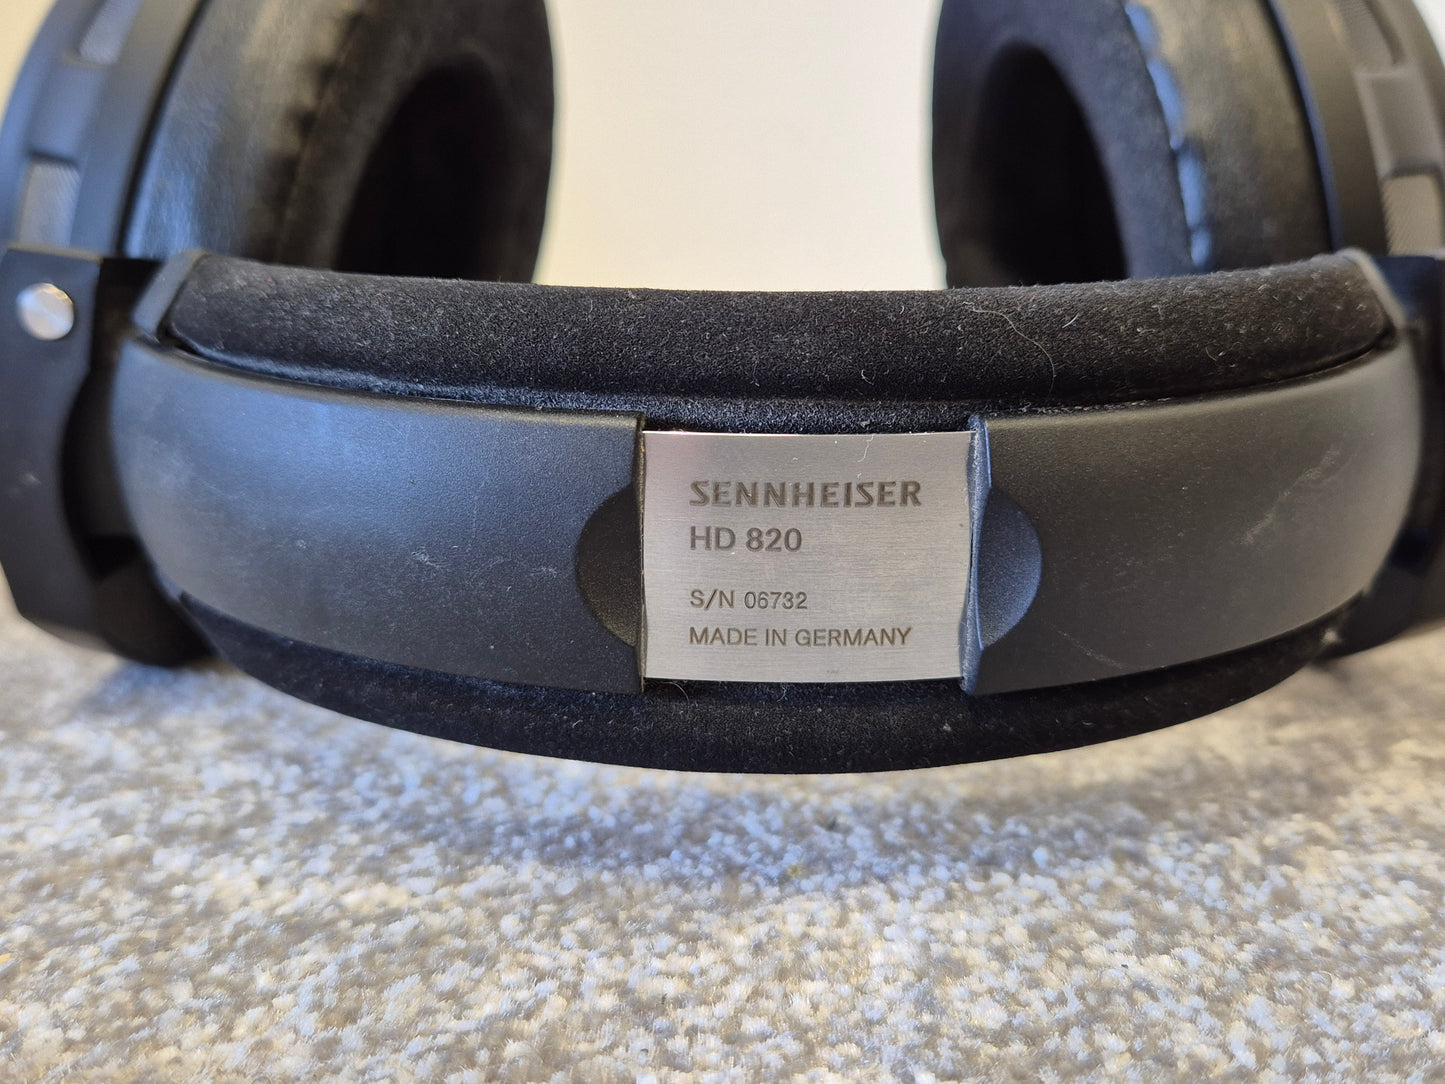 SENNHEISER
HD 820
S/N 06732
MADE IN GERMANY